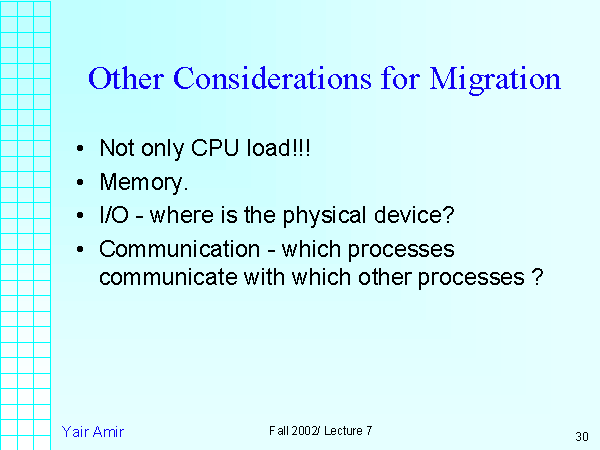 Other Considerations for Migration
• Not only CPU load!!!
• Memory.
• I/O - where is the physical device?
• Communication - which processes
communicate with which other processes ?
Yair Amir
Fall 2002/ Lecture 7
30